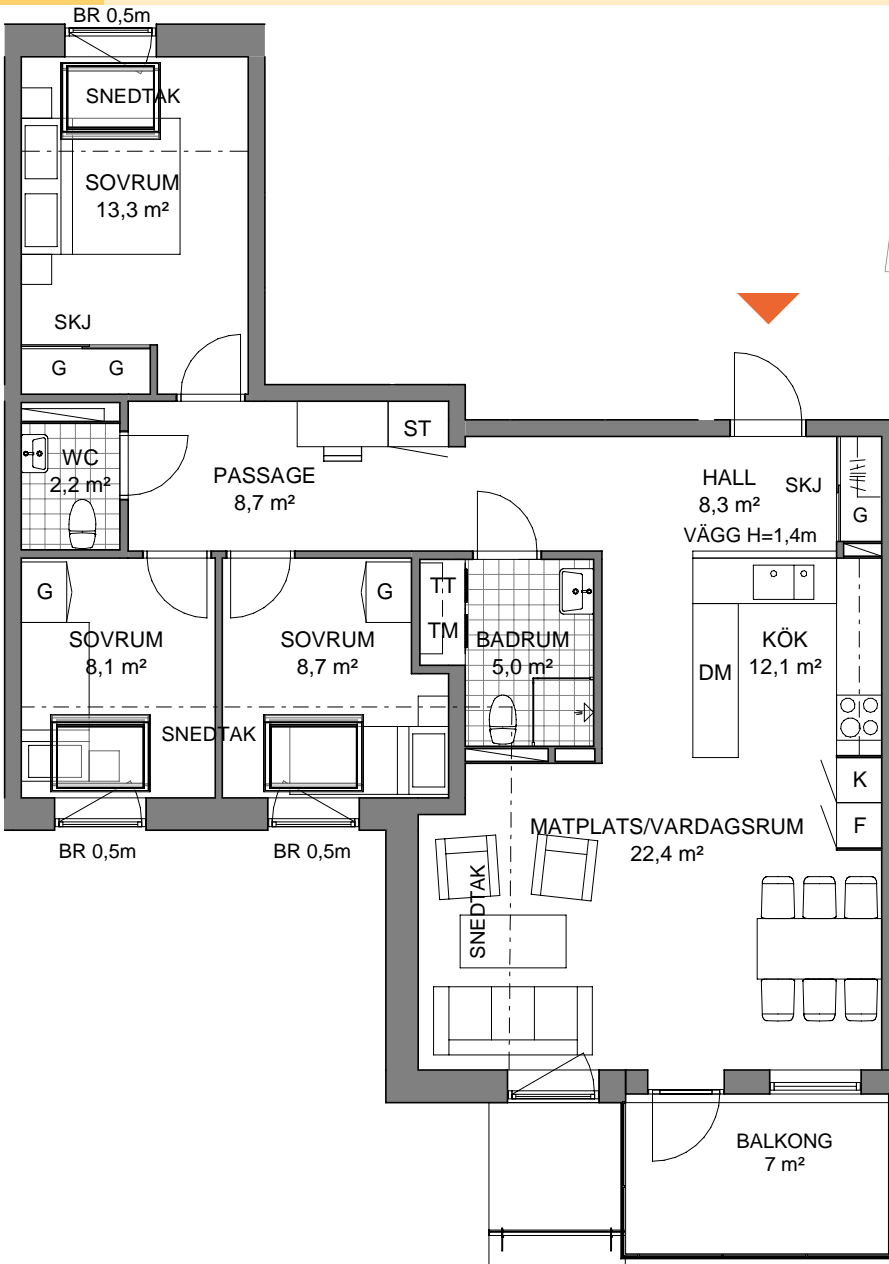 BR 0,5m
SNEDTAK
SOVRUM
13,3 m²
SKJ
G G
ST
WC
2,2 m²
PASSAGE
8,7 m²
HALL
8,3 m²
SKJ
G
VÄGG H=1,4m
G
SOVRUM
8,1 m²
G
SOVRUM
8,7 m²
TT
TM
BADRUM
5,0 m²
KÖK
12,1 m²
DM
SNEDTAK
K
F
BR 0,5m
BR 0,5m
MATPLATS/VARDAGSRUM
22,4 m²
SNEDTAK
BALKONG
7 m²